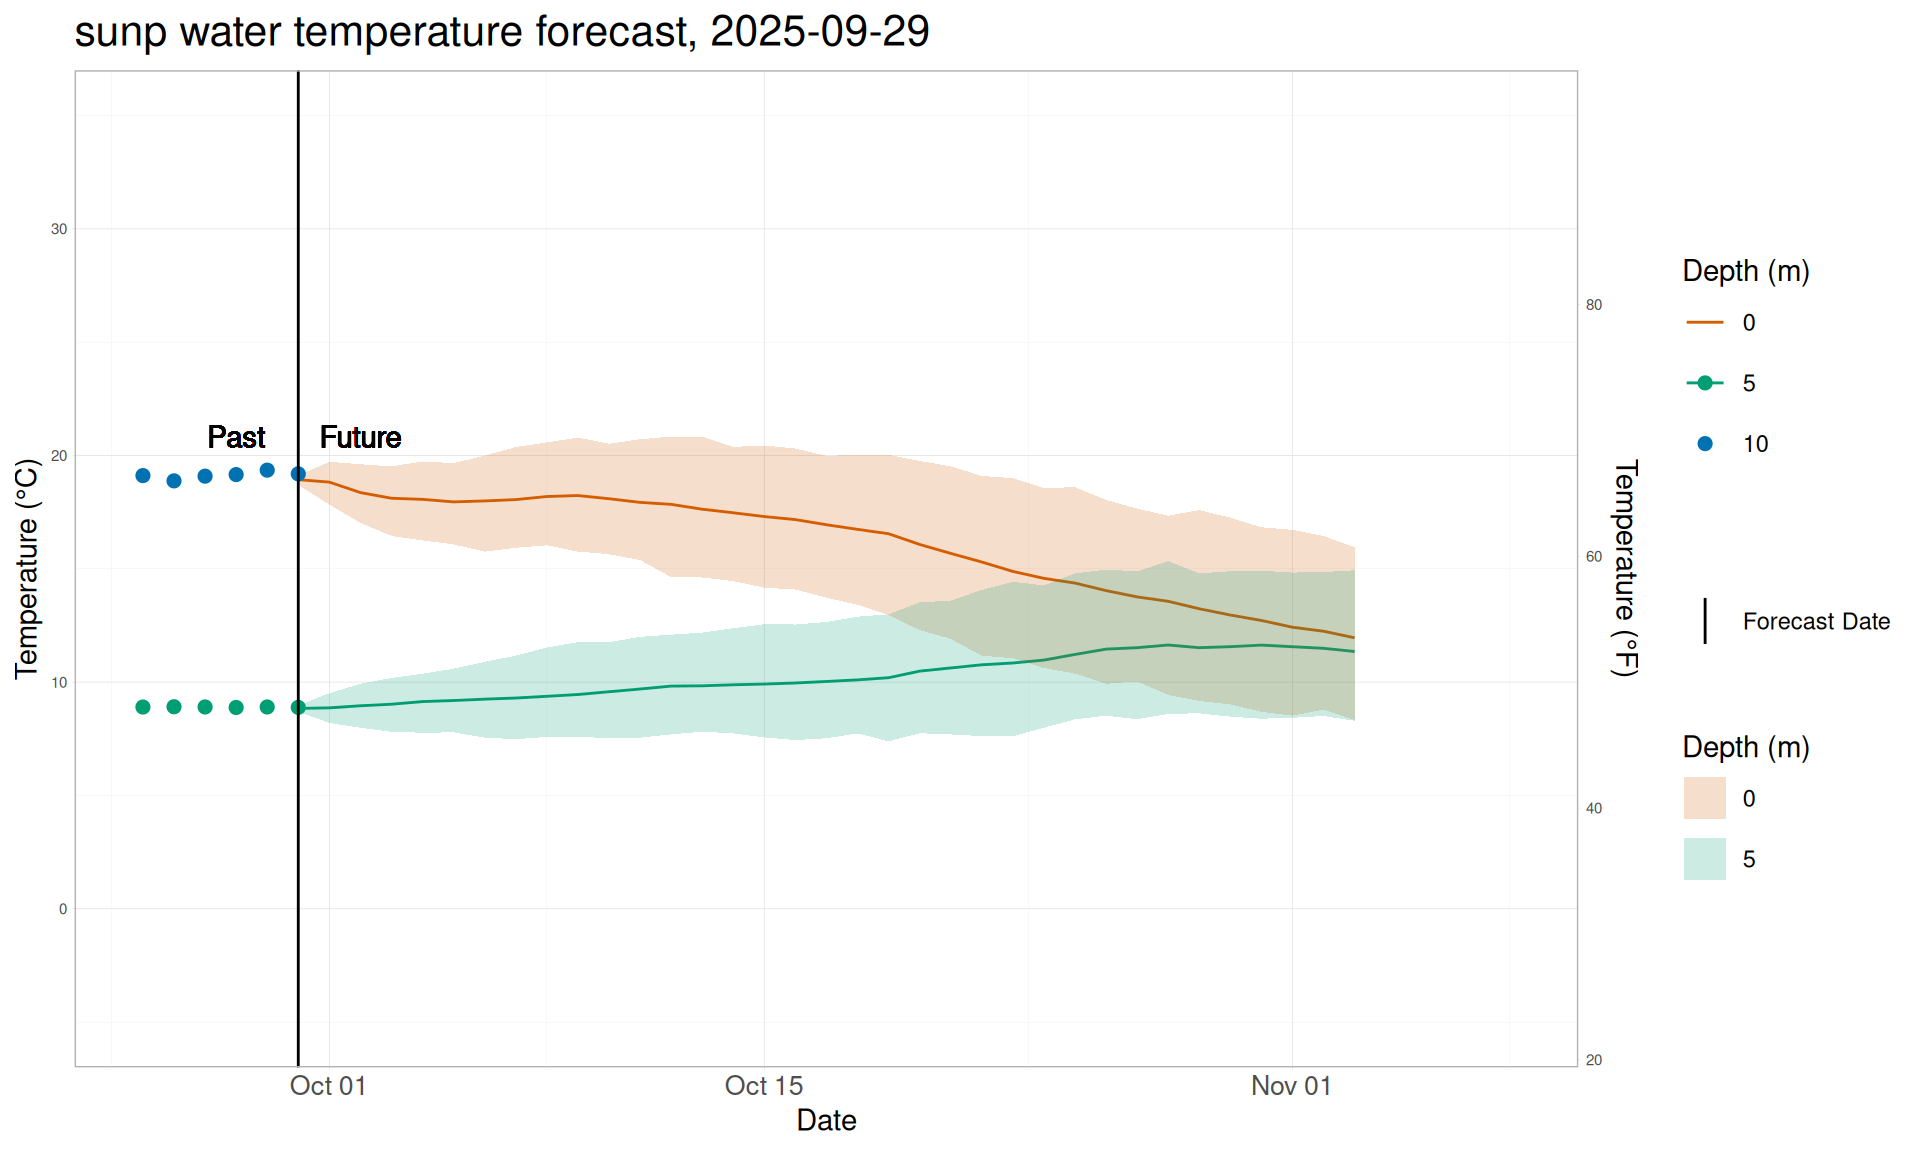 sunp water temperature forecast, 2025-09-29
Past Future
30
20
10
0
Temperature (°C)
80
60
40
20
Temperature (°F)
Oct 01 Oct 15 Nov 01
Date
Depth (m)
0
5
10
Forecast Date
Depth (m)
0
5